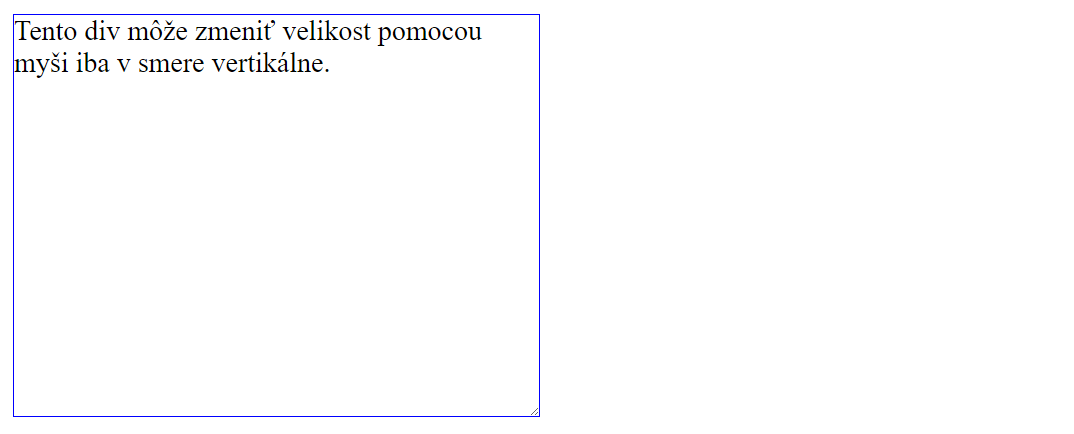 Tento div môže zmeniť velikost pomocou
myši iba v smere vertikálne.